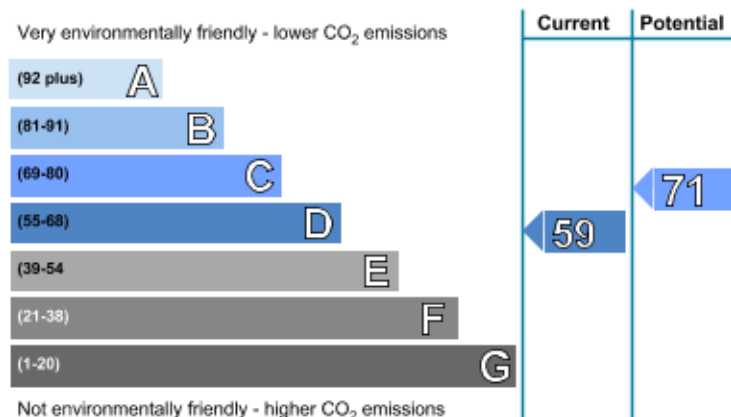 Very environmentally friendly - lower CO₂ emissions
Current
Potential
(92 plus) A
(81-91) B
(69-80) C
(55-68) D
(39-54 E
(21-38) F
(1-20) G
59
71
Not environmentally friendly - higher CO₂ emissions